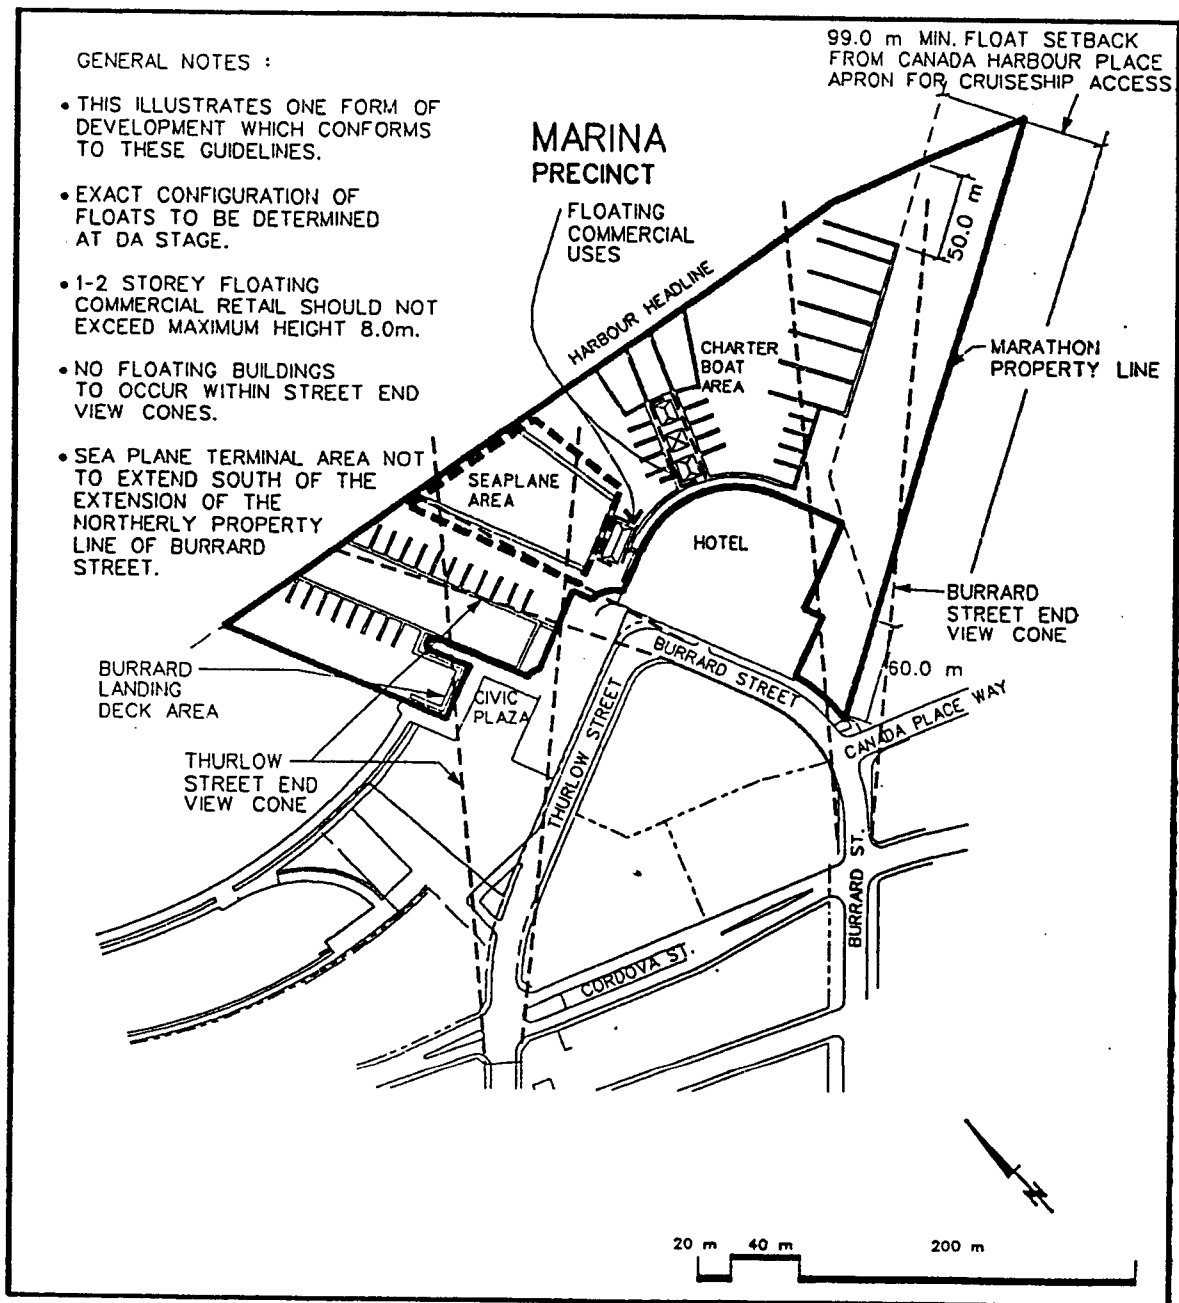 GENERAL NOTES :
• THIS ILLUSTRATES ONE FORM OF
DEVELOPMENT WHICH CONFORMS
TO THESE GUIDELINES.
• EXACT CONFIGURATION OF
FLOATS TO BE DETERMINED
AT DA STAGE.
• 1-2 STOREY FLOATING
COMMERCIAL RETAIL SHOULD NOT
EXCEED MAXIMUM HEIGHT 8.0m.
• NO FLOATING BUILDINGS
TO OCCUR WITHIN STREET END
VIEW CONES.
• SEA PLANE TERMINAL AREA NOT
TO EXTEND SOUTH OF THE
EXTENSION OF THE
NORTHERLY PROPERTY
LINE OF BURRARD
STREET.
99.0 m MIN. FLOAT SETBACK
FROM CANADA HARBOUR PLACE
APRON FOR CRUISESHIP ACCESS
MARINA
PRECINCT
FLOATING
COMMERCIAL
USES
50.0 m
HARBOUR HEADLINE
CHARTER
BOAT
AREA
MARATHON
PROPERTY LINE
SEAPLANE
AREA
HOTEL
BURRARD
STREET END
VIEW CONE
BURRARD
LANDING
DECK AREA
CIVIC
PLAZA
BURRARD STREET
60.0 m
CANADA PLACE WAY
THURLOW STREET
THURLOW
STREET END
VIEW CONE
BURRARD ST.
CORDOVA ST.
N
20 m
40 m
200 m